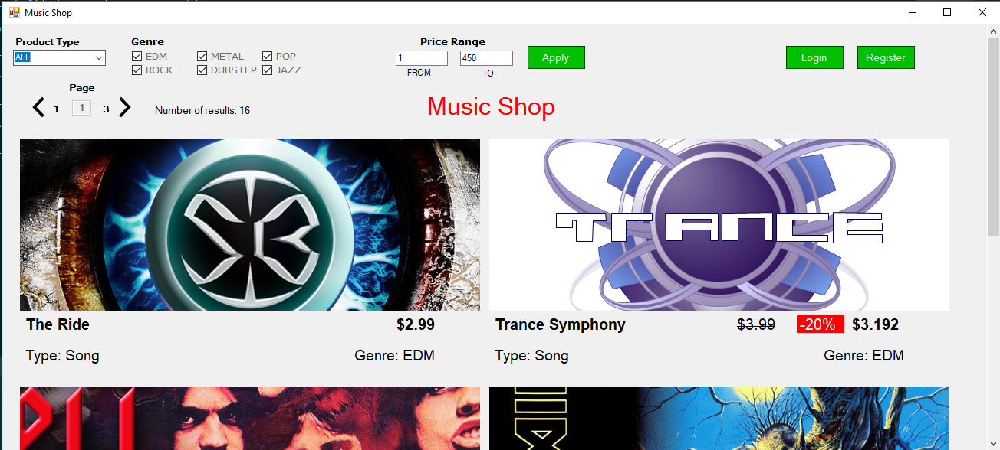 Music Shop
Product Type
Genre
Price Range
ALL
EDM
METAL
POP
1
450
Apply
Login
Register
ROCK
DUBSTEP
JAZZ
FROM
TO
Page
1... 1 ...3
Number of results: 16
Music Shop
TRANCE
The Ride
$2.99
Trance Symphony
$3.99
-20%
$3.192
Type: Song
Genre: EDM
Type: Song
Genre: EDM